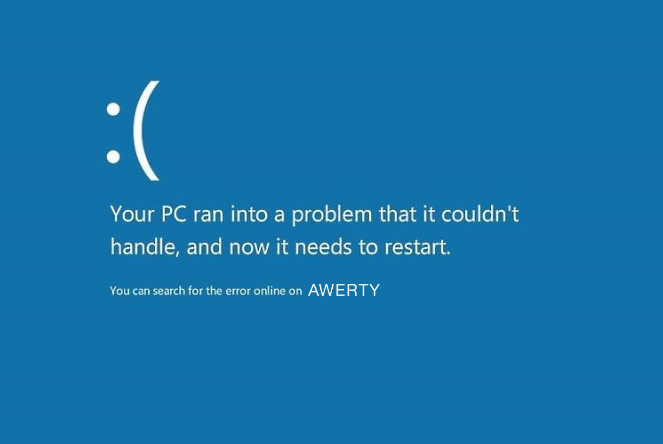 :(
Your PC ran into a problem that it couldn't
handle, and now it needs to restart.
You can search for the error online on AWERTY